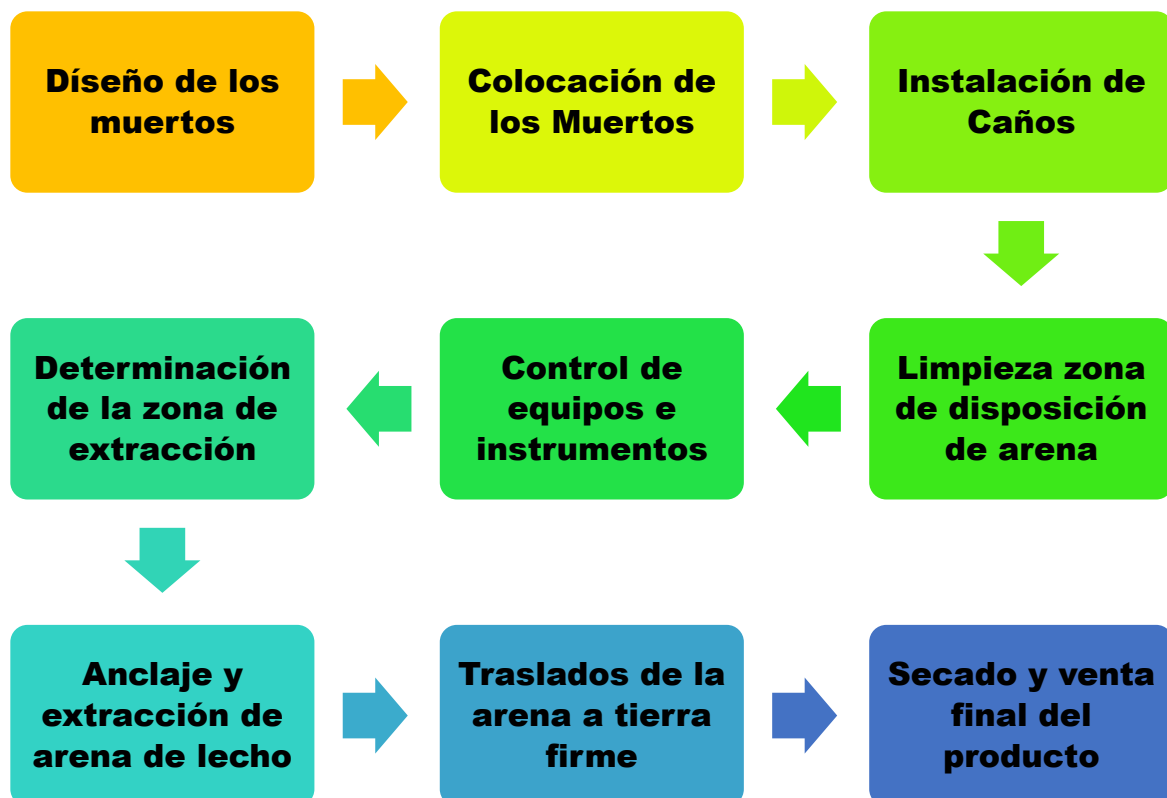 Díseño de los
muertos
Colocación de
los Muertos
Instalación de
Caños
Limpieza zona
de disposición
de arena
Control de
equipos e
instrumentos
Determinación
de la zona de
extracción
Anclaje y
extracción de
arena de lecho
Traslados de la
arena a tierra
firme
Secado y venta
final del
producto